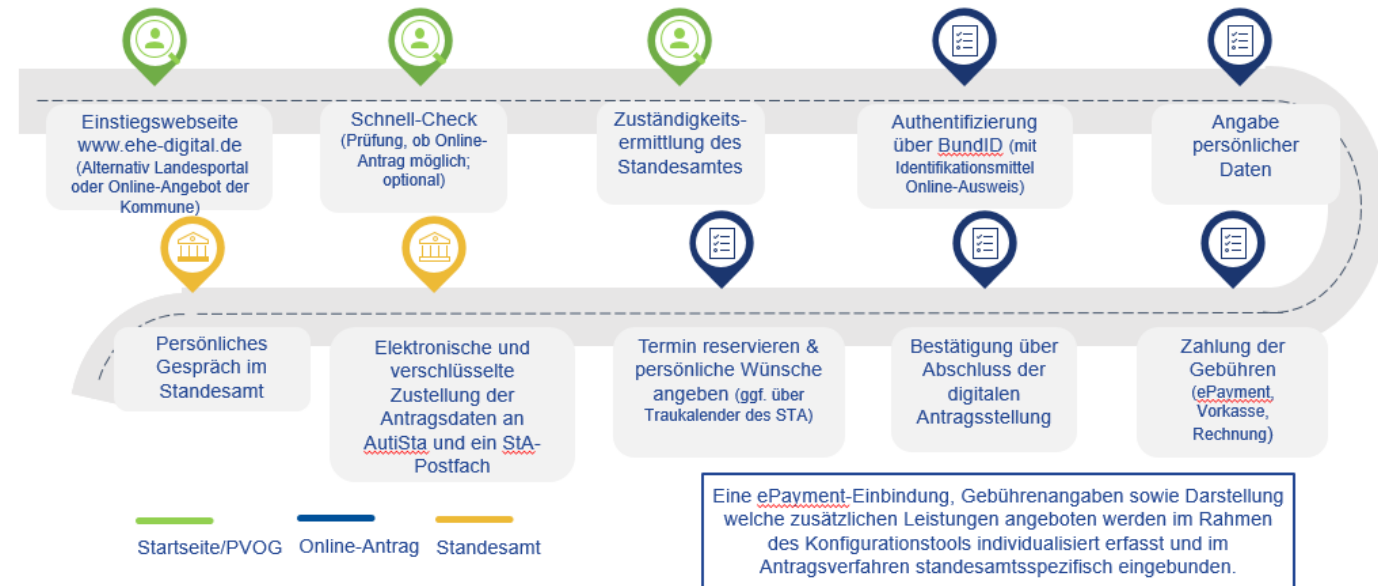 Einstiegswebseite
www.ehe-digital.de
(Alternativ Landesportal
oder Online-Angebot der
Kommune)
Schnell-Check
(Prüfung, ob Online-
Antrag möglich;
optional)
Zuständigkeits-
ermittlung des
Standesamtes
Authentifizierung
über BundID (mit
Identifikationsmittel
Online-Ausweis)
Angabe
persönlicher
Daten
Persönliches
Gespräch im
Standesamt
Elektronische und
verschlüsselte
Zustellung der
Antragsdaten an
AutiSta und ein StA-
Postfach
Termin reservieren &
persönliche Wünsche
angeben (ggf. über
Traukalender des STA)
Bestätigung über
Abschluss der
digitalen
Antragsstellung
Zahlung der
Gebühren
(ePayment,
Vorkasse,
Rechnung)
Eine ePayment-Einbindung, Gebührenangaben sowie Darstellung
welche zusätzlichen Leistungen angeboten werden im Rahmen
des Konfigurationstools individualisiert erfasst und im
Antragsverfahren standesamtsspezifisch eingebunden.
Startseite/PVOG Online-Antrag Standesamt